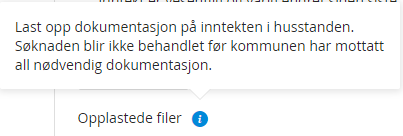 Last opp dokumentasjon på inntekten i husstanden.
Søknaden blir ikke behandlet før kommunen har mottatt
all nødvendig dokumentasjon.
Opplastede filer